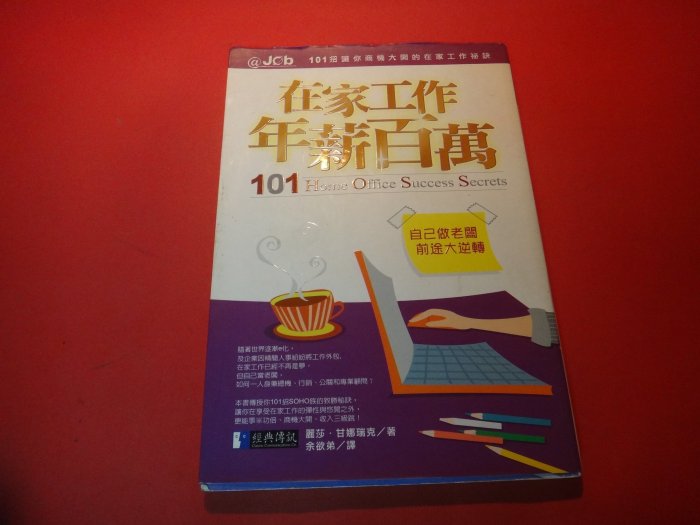 @JOb 101招讓你商機大開的在家工作祕訣
在家工作
年薪百萬
101 Home Office Success Secrets
自己做老闆
前途大逆轉
隨著世界逐漸e化，
及企業因精簡人事紛紛將工作外包，
在家工作已經不再是夢。
但自己當老闆，
如何一人身兼總機、行銷、公關和專業顧問？
本書傳授你101招SOHO族的致勝秘訣，
讓你在享受在家工作的彈性與悠閒之外，
更能事半功倍、商機大開、收入三級跳！
經典傳訊
麗莎．甘娜瑞克／著
余欲弟／譯